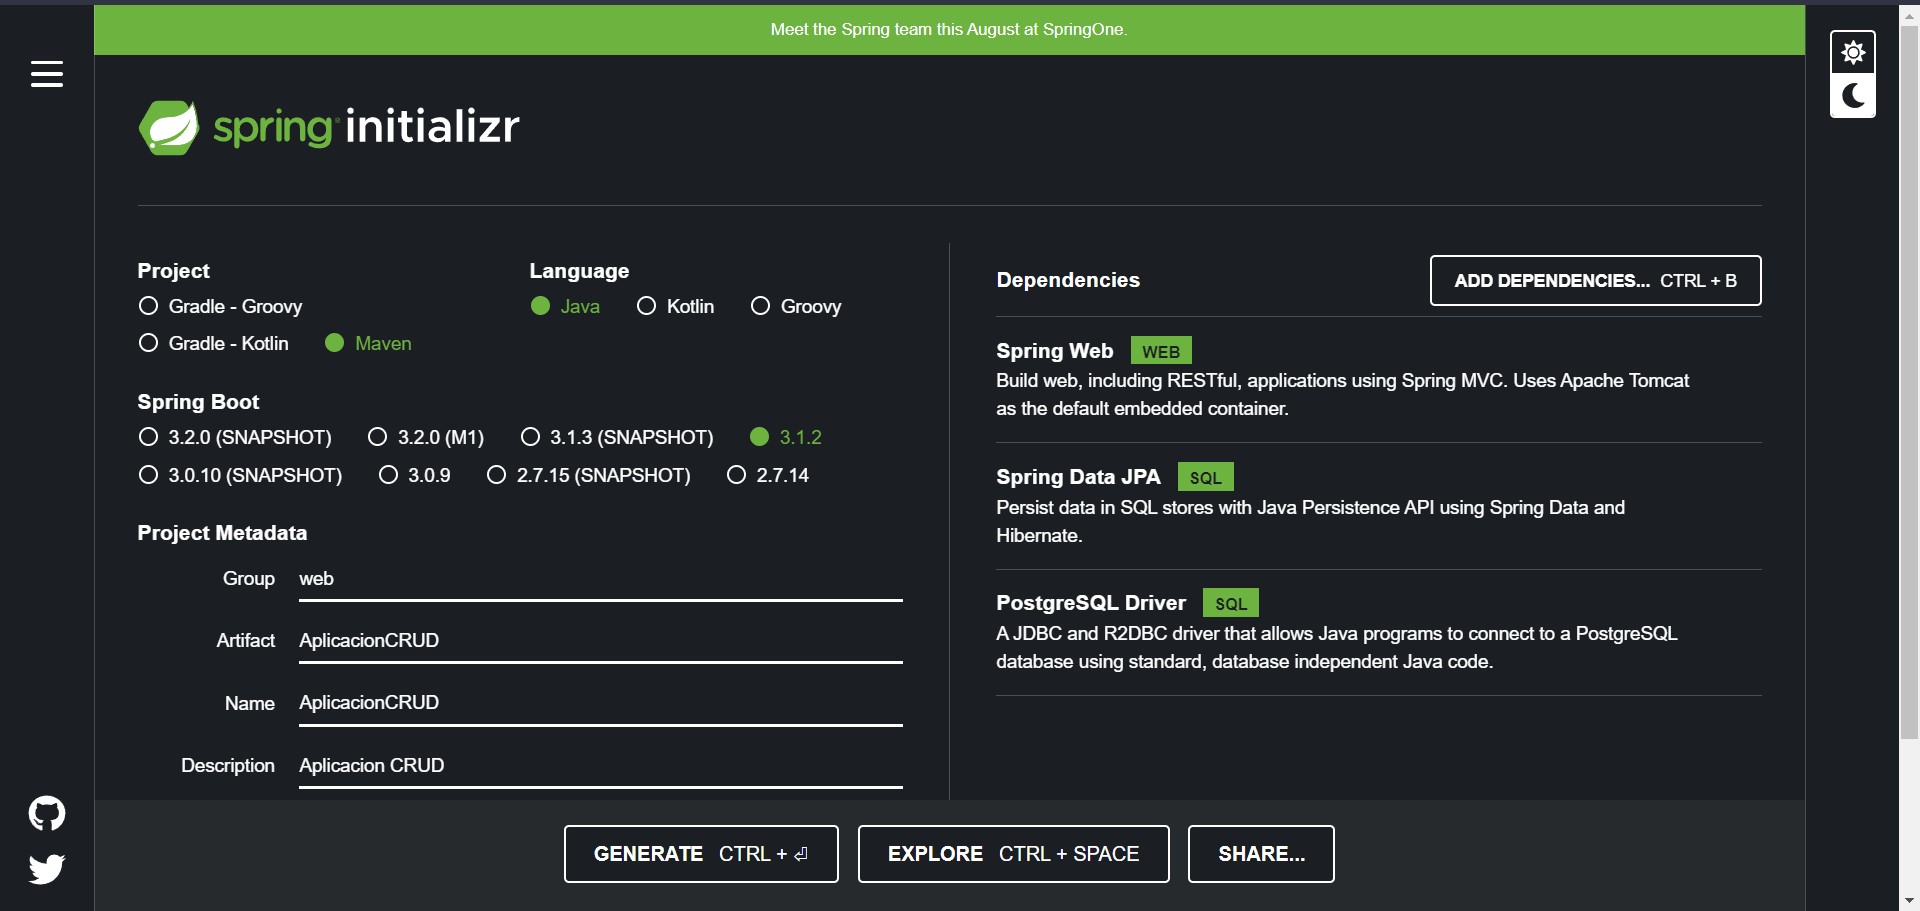 Meet the Spring team this August at SpringOne.
spring initializr
Project
Gradle - Groovy
Gradle - Kotlin Maven
Language
Java Kotlin Groovy
Spring Boot
3.2.0 (SNAPSHOT) 3.2.0 (M1) 3.1.3 (SNAPSHOT) 3.1.2
3.0.10 (SNAPSHOT) 3.0.9 2.7.15 (SNAPSHOT) 2.7.14
Project Metadata
Group web
Artifact AplicacionCRUD
Name AplicacionCRUD
Description Aplicacion CRUD
Dependencies
ADD DEPENDENCIES... CTRL + B
Spring Web WEB
Build web, including RESTful, applications using Spring MVC. Uses Apache Tomcat
as the default embedded container.
Spring Data JPA SQL
Persist data in SQL stores with Java Persistence API using Spring Data and
Hibernate.
PostgreSQL Driver SQL
A JDBC and R2DBC driver that allows Java programs to connect to a PostgreSQL
database using standard, database independent Java code.
GENERATE CTRL + ⏎
EXPLORE CTRL + SPACE
SHARE...